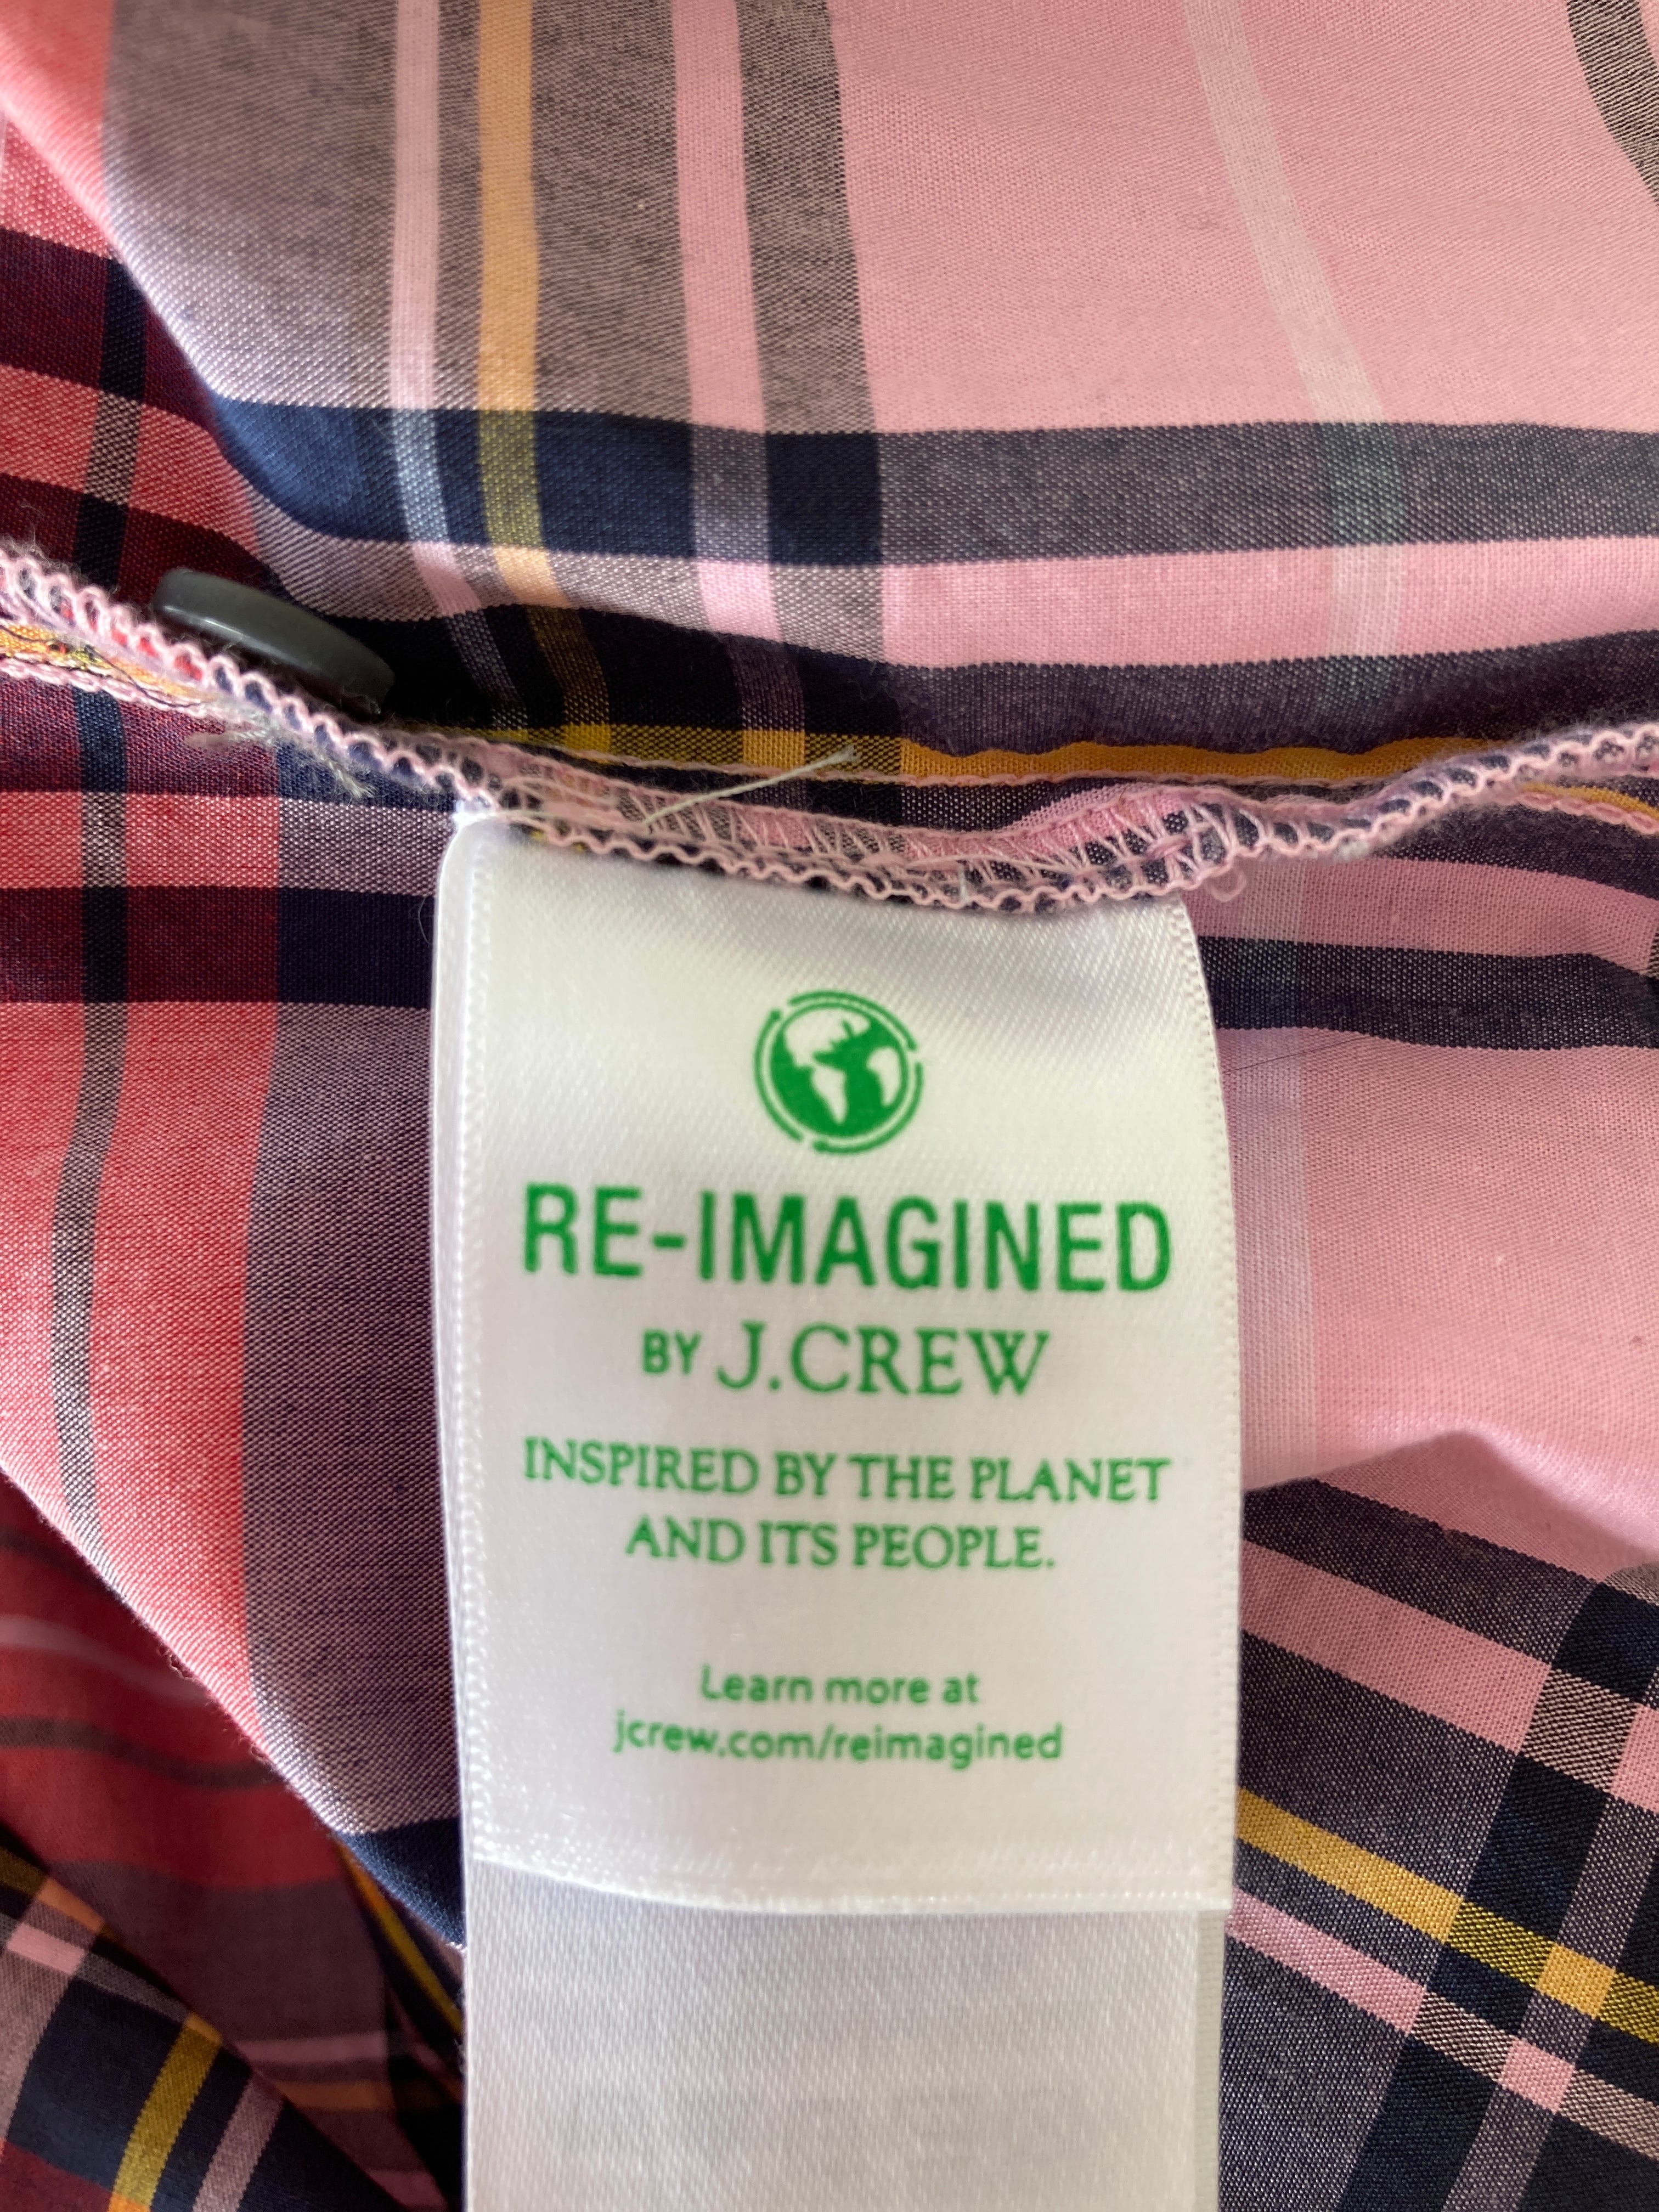 RE-IMAGINED
BY J.CREW
INSPIRED BY THE PLANET
AND ITS PEOPLE.
Learn more at
jcrew.com/reimagined